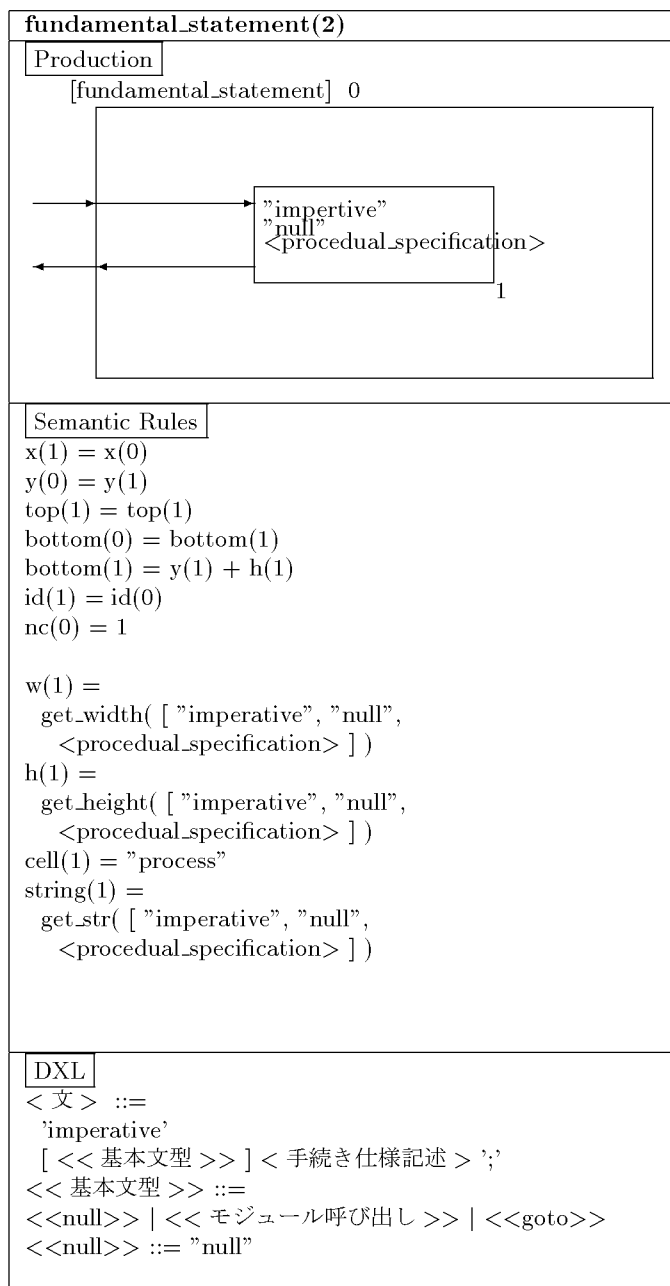 fundamental_statement(2)
Production
[fundamental_statement] 0
"impertive"
"null"
<procedual_specification>
1
Semantic Rules
x(1) = x(0)
y(0) = y(1)
top(1) = top(1)
bottom(0) = bottom(1)
bottom(1) = y(1) + h(1)
id(1) = id(0)
nc(0) = 1
w(1) =
get_width( [ "imperative", "null",
<procedual_specification> ] )
h(1) =
get_height( [ "imperative", "null",
<procedual_specification> ] )
cell(1) = "process"
string(1) =
get_str( [ "imperative", "null",
<procedual_specification> ] )
DXL
< 文 > ::=
'imperative'
[ << 基本文型 >> ] < 手続き仕様記述 > ';'
<< 基本文型 >> ::=
<<null>> | << モジュール呼び出し >> | <<goto>>
<<null>> ::= "null"